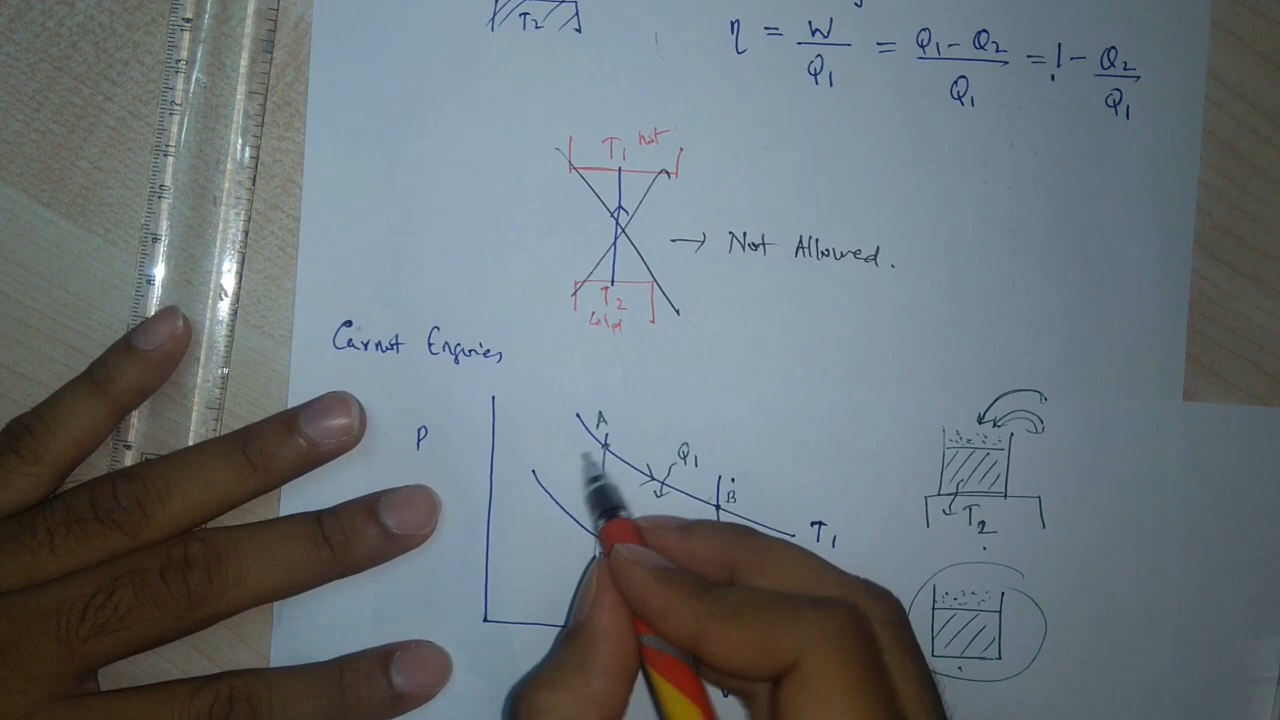 T2
η = W/Q1 = Q1 - Q2/Q1 = 1 - Q2/Q1
T1 hot
→ Not Allowed.
T2
Cold
Carnot Engines
P
A
Q1
B
T1
T2